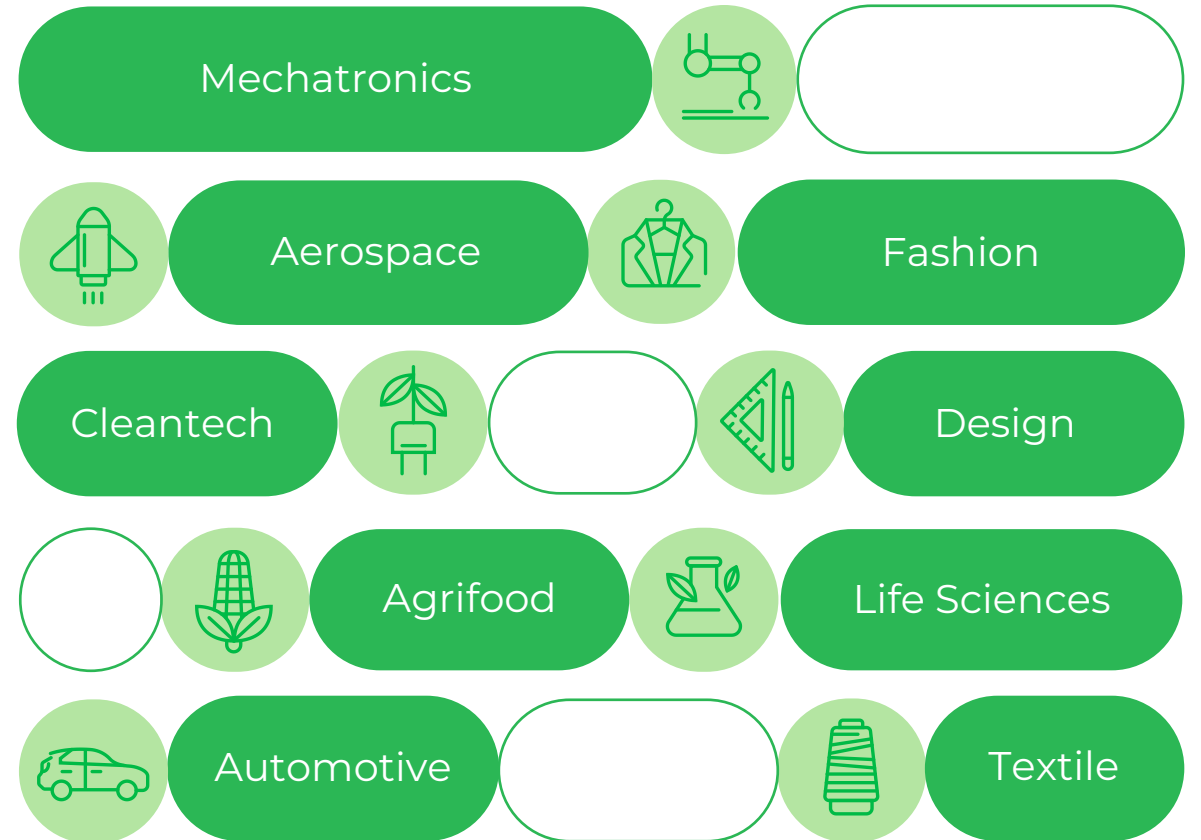 Mechatronics
Aerospace
Fashion
Cleantech
Design
Agrifood
Life Sciences
Automotive
Textile